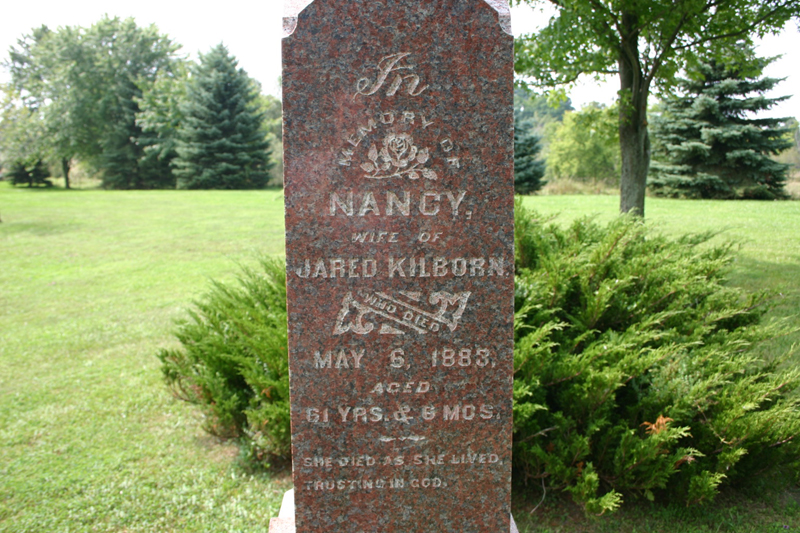 In
MEMORY OF
NANCY,
WIFE OF
JARED KILBORN
WHO DIED
MAY 6, 1883,
AGED
61 YRS. & 6 MOS.
SHE DIED AS SHE LIVED,
TRUSTING IN GOD.